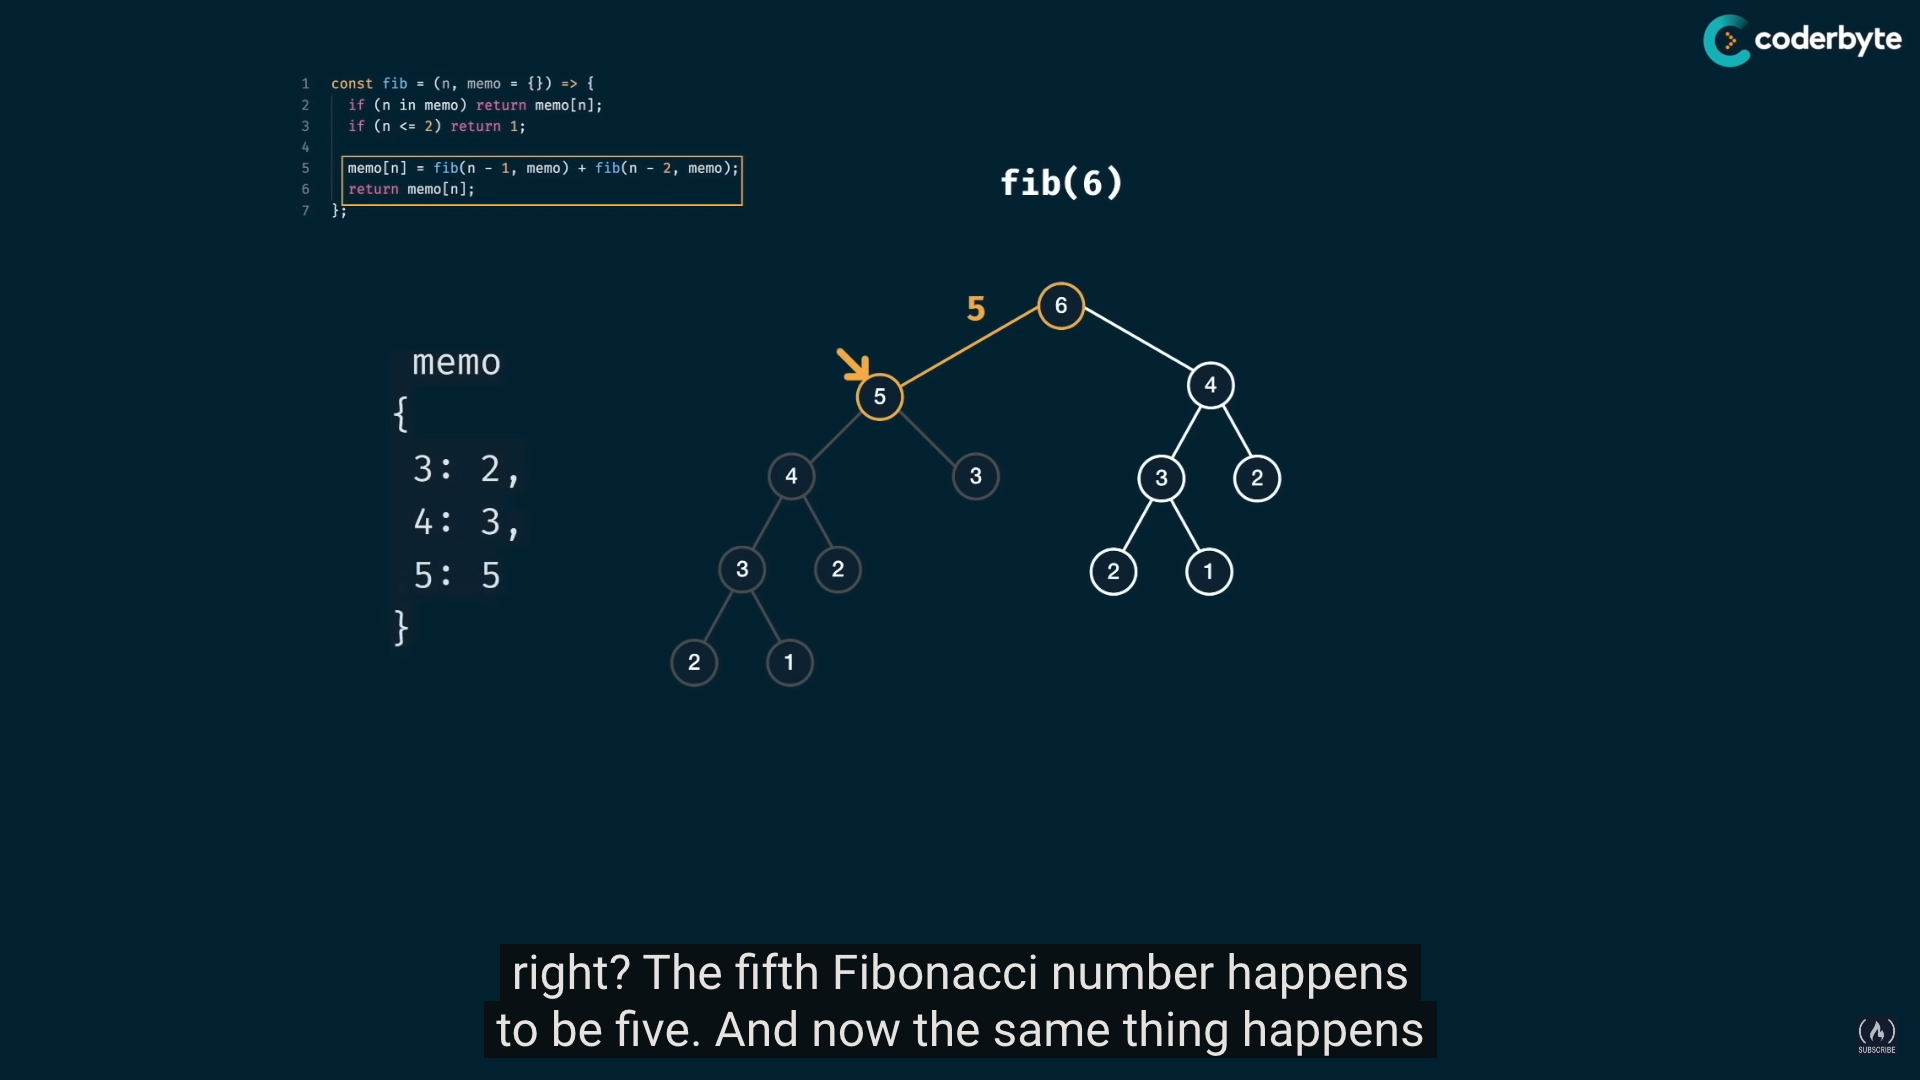 coderbyte
1 const fib = (n, memo = {}) => {
2 if (n in memo) return memo[n];
3 if (n <= 2) return 1;
4
5 memo[n] = fib(n - 1, memo) + fib(n - 2, memo);
6 return memo[n];
7 };
fib(6)
5
6
memo
{
3: 2,
4: 3,
5: 5
}
5
4
4
3
3
2
3
2
2
1
2
1
right? The fifth Fibonacci number happens
to be five. And now the same thing happens
SUBSCRIBE